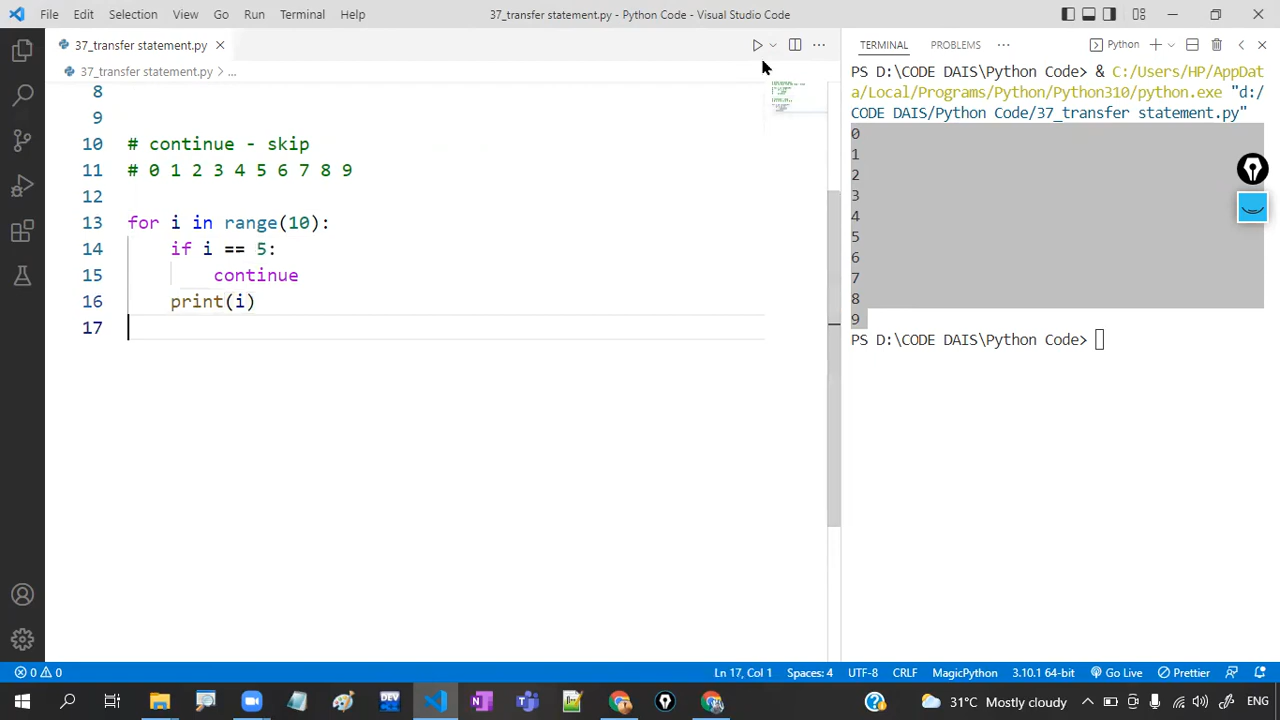 File Edit Selection View Go Run Terminal Help 37_transfer statement.py - Python Code - Visual Studio Code
37_transfer statement.py
37_transfer statement.py > ...
8
9
10 # continue - skip
11 # 0 1 2 3 4 5 6 7 8 9
12
13 for i in range(10):
14 if i == 5:
15 continue
16 print(i)
17
TERMINAL PROBLEMS ... Python
PS D:\CODE DAIS\Python Code> & C:/Users/HP/AppDat
a/Local/Programs/Python/Python310/python.exe "d:/
CODE DAIS/Python Code/37_transfer statement.py"
0
1
2
3
4
5
6
7
8
9
PS D:\CODE DAIS\Python Code>
0 0 Ln 17, Col 1 Spaces: 4 UTF-8 CRLF MagicPython 3.10.1 64-bit Go Live Prettier
DEV 31°C Mostly cloudy ENG